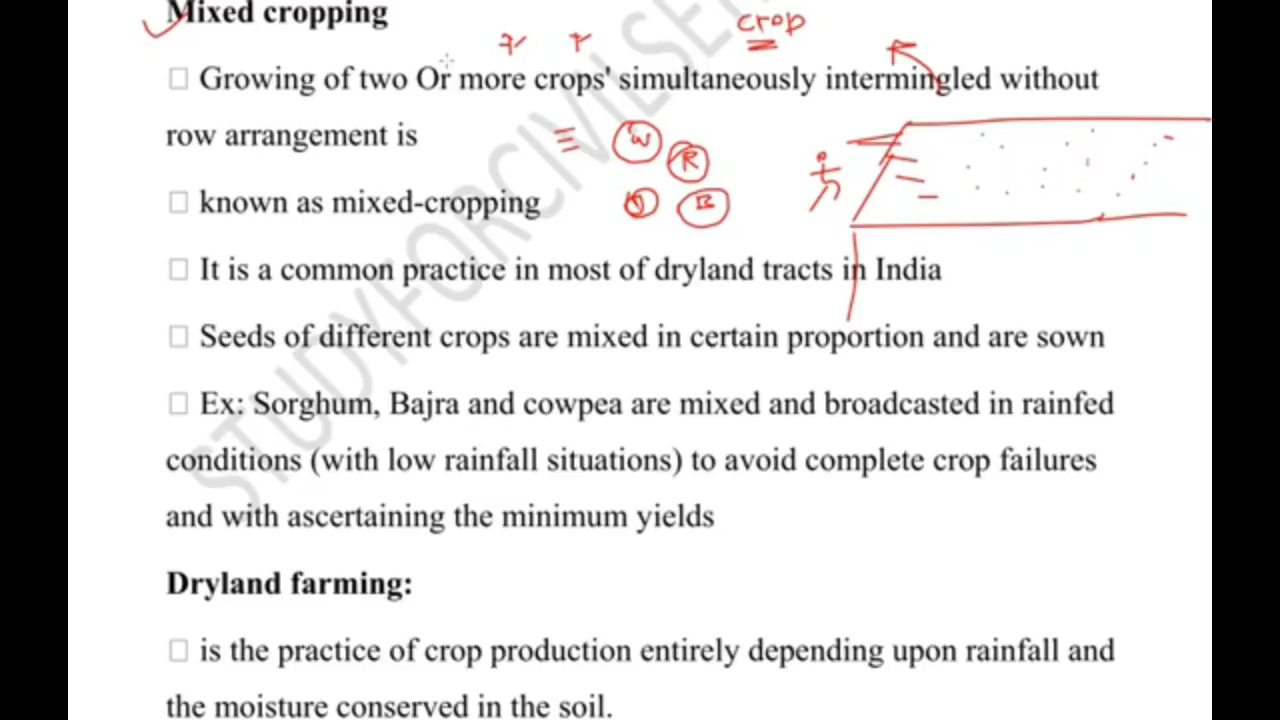 Mixed cropping
crop
□ Growing of two Or more crops' simultaneously intermingled without
row arrangement is
W
R
B
□ known as mixed-cropping
□ It is a common practice in most of dryland tracts in India
□ Seeds of different crops are mixed in certain proportion and are sown
□ Ex: Sorghum, Bajra and cowpea are mixed and broadcasted in rainfed
conditions (with low rainfall situations) to avoid complete crop failures
and with ascertaining the minimum yields
Dryland farming:
□ is the practice of crop production entirely depending upon rainfall and
the moisture conserved in the soil.
STUDYFORCIVILSE